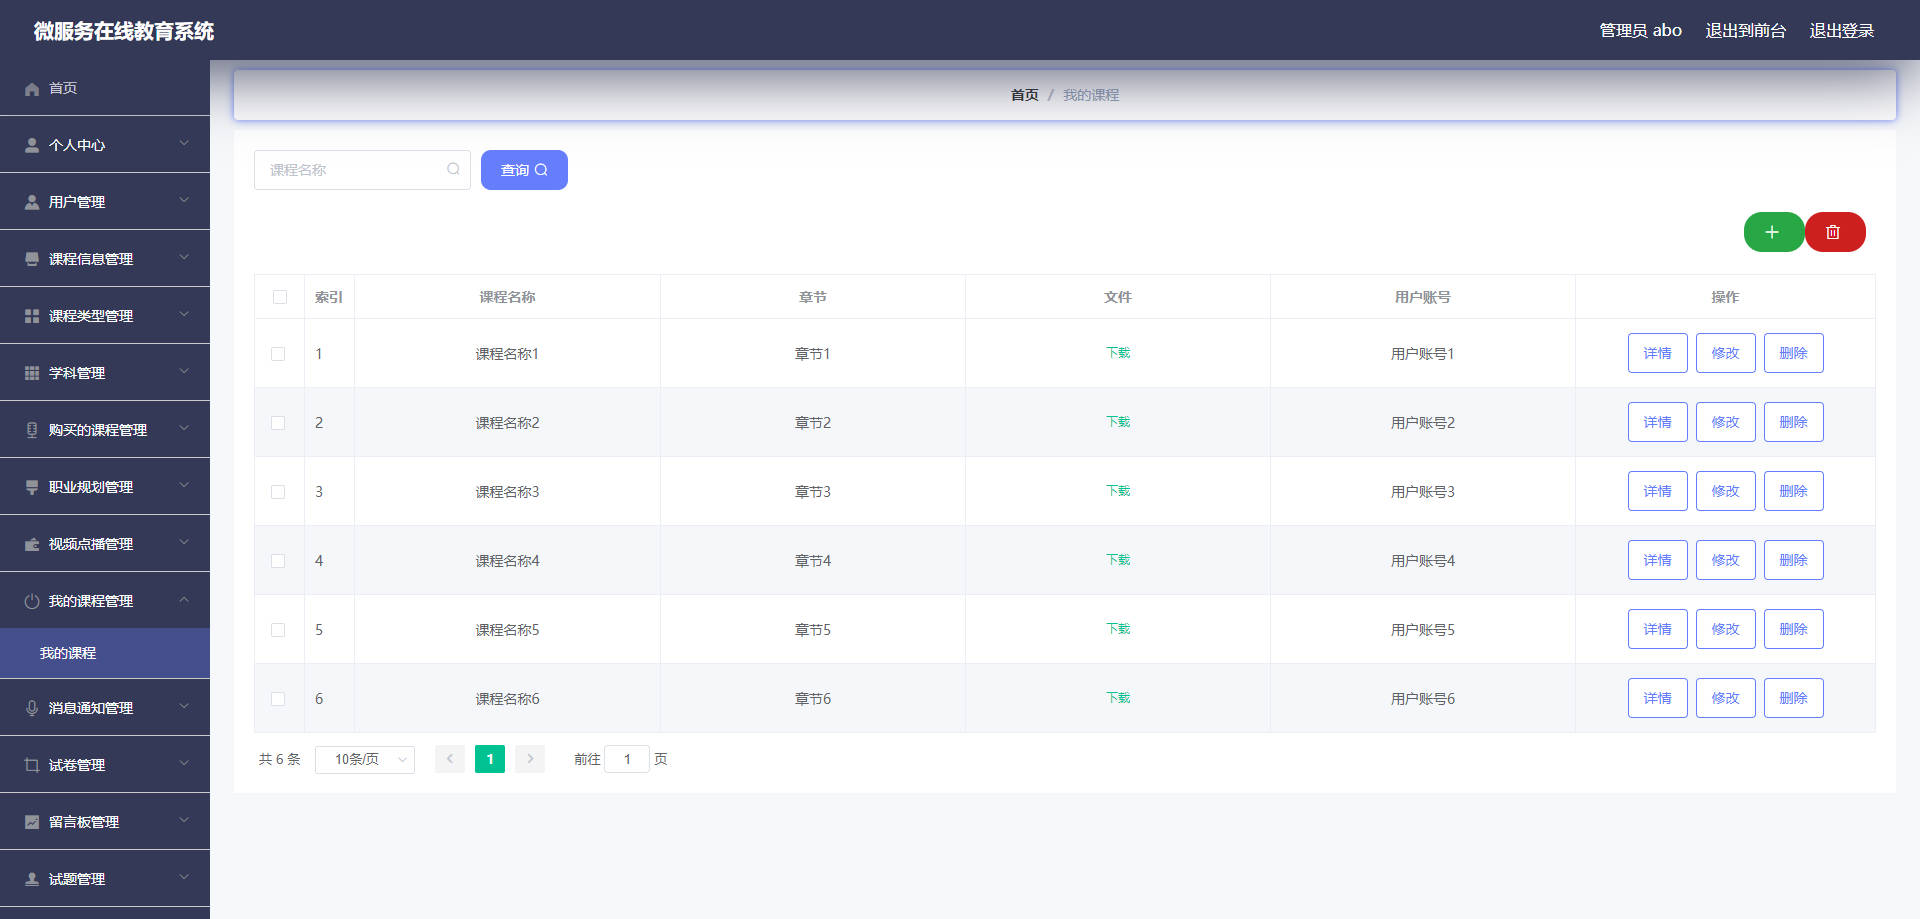 微服务在线教育系统
管理员 abo 退出到前台 退出登录
首页
个人中心
用户管理
课程信息管理
课程类型管理
学科管理
购买的课程管理
职业规划管理
视频点播管理
我的课程管理
我的课程
消息通知管理
试卷管理
留言板管理
试题管理
首页 / 我的课程
课程名称 查询
索引 课程名称 章节 文件 用户账号 操作
1 课程名称1 章节1 下载 用户账号1 详情 修改 删除
2 课程名称2 章节2 下载 用户账号2 详情 修改 删除
3 课程名称3 章节3 下载 用户账号3 详情 修改 删除
4 课程名称4 章节4 下载 用户账号4 详情 修改 删除
5 课程名称5 章节5 下载 用户账号5 详情 修改 删除
6 课程名称6 章节6 下载 用户账号6 详情 修改 删除
共 6 条 10条/页 1 前往 1 页